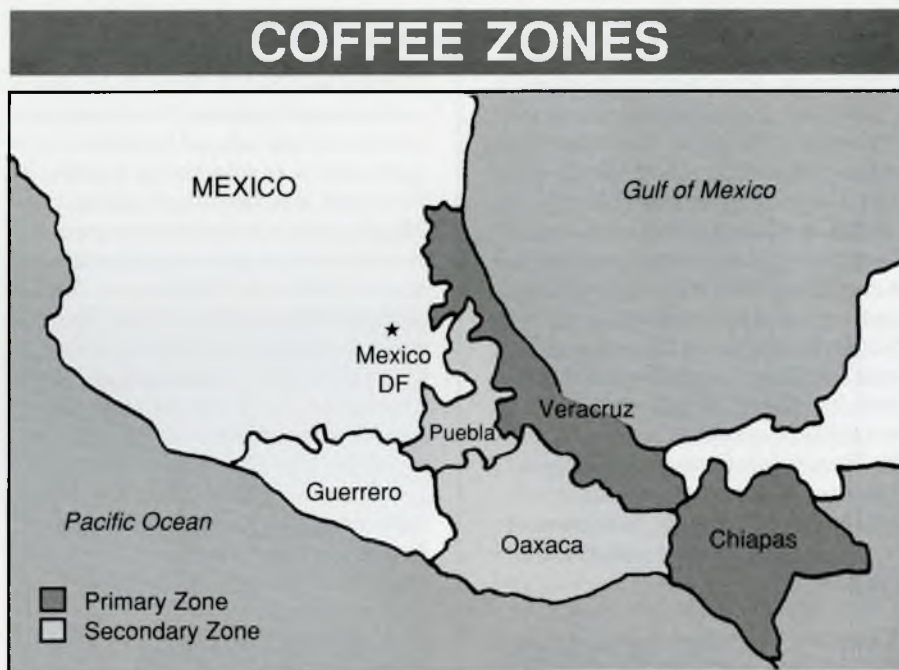 COFFEE ZONES
MEXICO
Gulf of Mexico
Mexico
DF
Puebla
Veracruz
Guerrero
Pacific Ocean
Oaxaca
Chiapas
Primary Zone
Secondary Zone